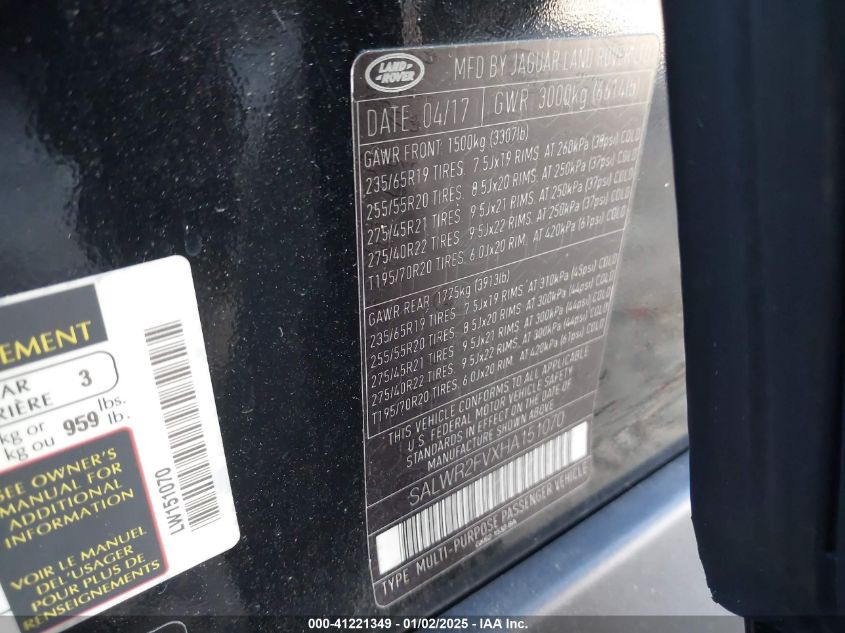 LAND ROVER
MFD BY JAGUAR LAND ROVER
DATE 04/17 GWR 3000kg (6614lb)
GAWR FRONT: 1500kg (3307lb)
235/65R19 TIRES 7.5Jx19 RIMS, AT 260kPa (38psi) COLD
255/55R20 TIRES 8.5Jx20 RIMS, AT 250kPa (37psi) COLD
275/45R21 TIRES 9.5Jx21 RIMS, AT 250kPa (37psi) COLD
275/40R22 TIRES 9.5Jx22 RIMS, AT 250kPa (37psi) COLD
T195/70R20 TIRES, 6.0Jx20 RIM, AT 420kPa (61psi) COLD
GAWR REAR: 1775kg (3913lb)
235/65R19 TIRES 7.5Jx19 RIMS, AT 310kPa (45psi) COLD
255/55R20 TIRES 8.5Jx20 RIMS, AT 300kPa (44psi) COLD
275/45R21 TIRES 9.5Jx21 RIMS, AT 300kPa (44psi) COLD
275/40R22 TIRES 9.5Jx22 RIMS, AT 300kPa (44psi) COLD
T195/70R20 TIRES, 6.0Jx20 RIM, AT 420kPa (61psi) COLD
THIS VEHICLE CONFORMS TO ALL APPLICABLE
U.S. FEDERAL MOTOR VEHICLE SAFETY
STANDARDS IN EFFECT ON THE DATE OF
MANUFACTURE SHOWN ABOVE.
SALWR2FVXHA151070
TYPE MULTI-PURPOSE PASSENGER VEHICLE
EMENT
AR
RIÈRE 3
kg or lbs.
kg ou 959 lb.
SEE OWNER'S
MANUAL FOR
ADDITIONAL
INFORMATION
VOIR LE MANUEL
DE L'USAGER
POUR PLUS DE
RENSEIGNEMENTS
LW151070
000-41221349 - 01/02/2025 - IAA Inc.